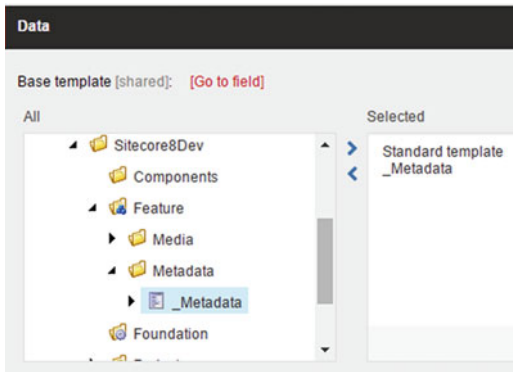 Data
Base template [shared]: [Go to field]
All
Selected
Sitecore8Dev
Components
Feature
Media
Metadata
_Metadata
Foundation
Standard template
_Metadata